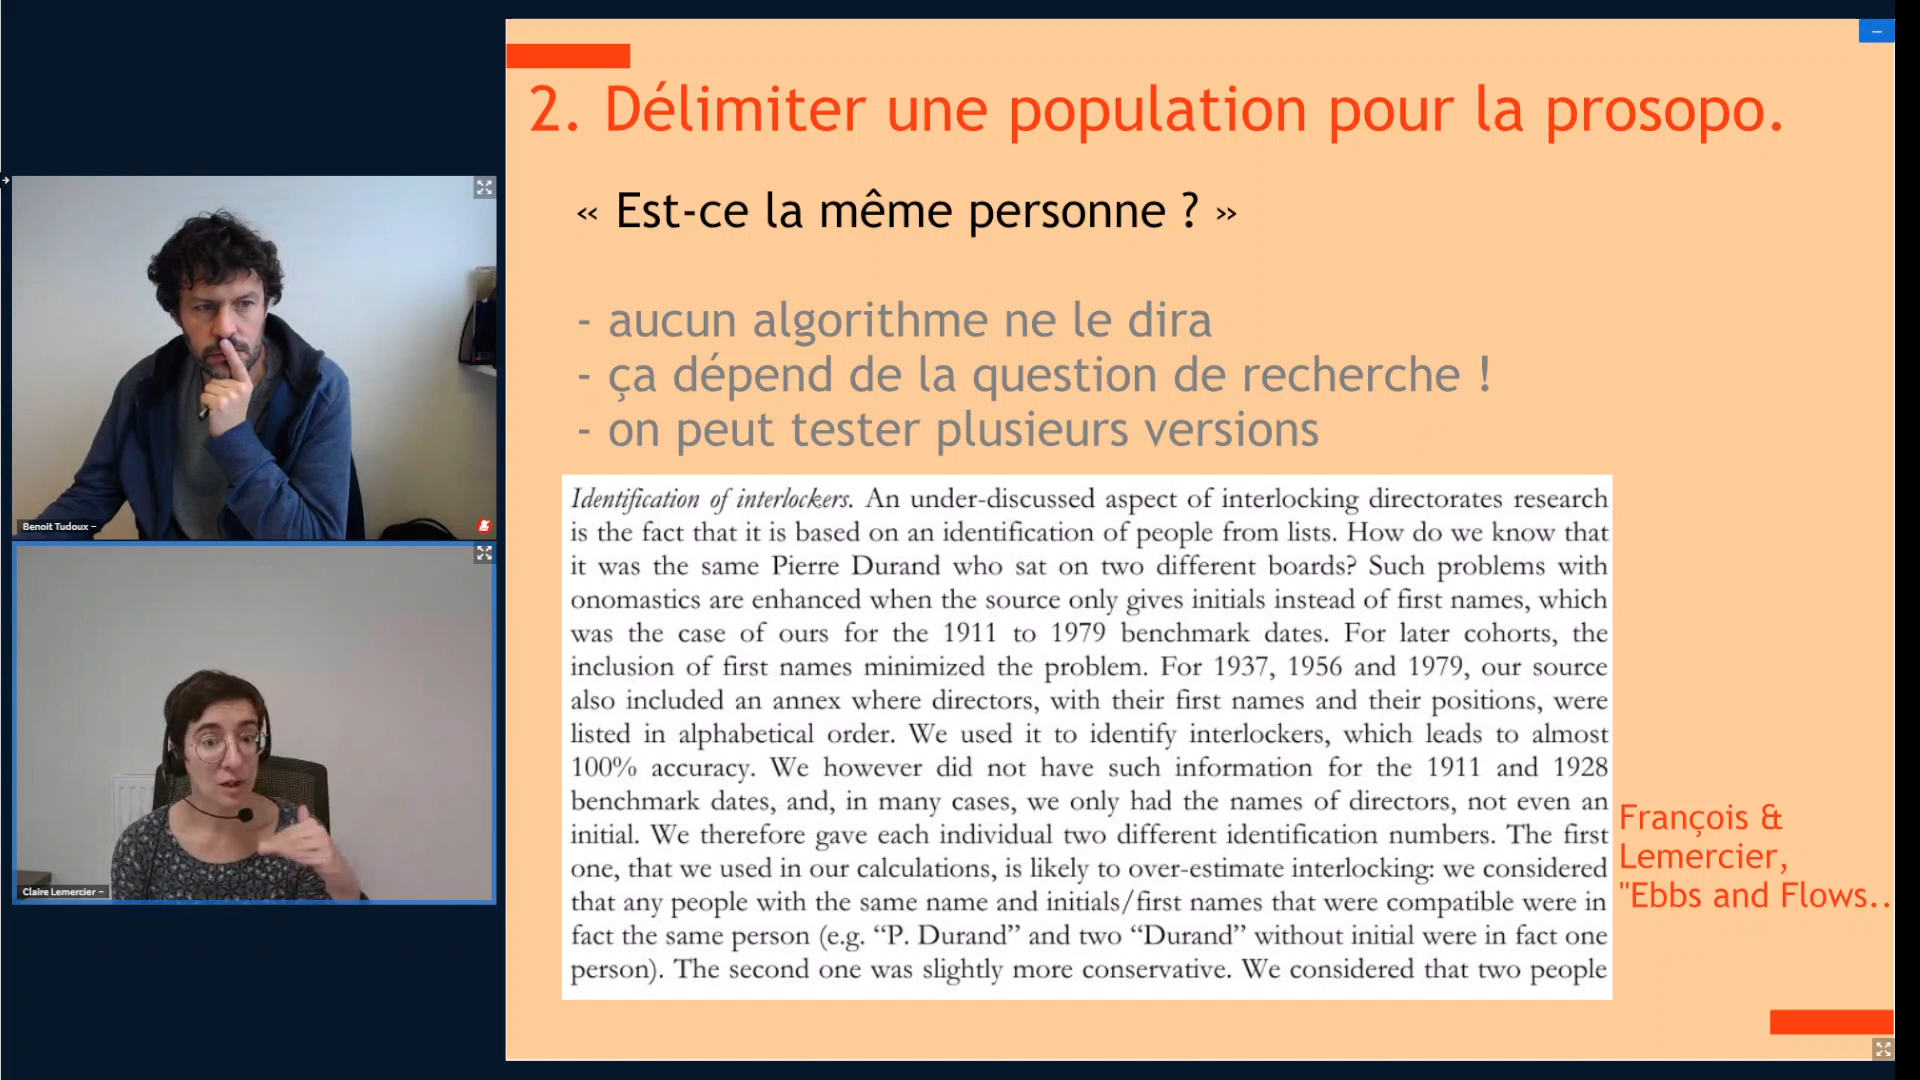 2. Délimiter une population pour la prosopo.
« Est-ce la même personne ? »
- aucun algorithme ne le dira
- ça dépend de la question de recherche !
- on peut tester plusieurs versions
Identification of interlockers. An under-discussed aspect of interlocking directorates research
is the fact that it is based on an identification of people from lists. How do we know that
it was the same Pierre Durand who sat on two different boards? Such problems with
onomastics are enhanced when the source only gives initials instead of first names, which
was the case of ours for the 1911 to 1979 benchmark dates. For later cohorts, the
inclusion of first names minimized the problem. For 1937, 1956 and 1979, our source
also included an annex where directors, with their first names and their positions, were
listed in alphabetical order. We used it to identify interlockers, which leads to almost
100% accuracy. We however did not have such information for the 1911 and 1928
benchmark dates, and, in many cases, we only had the names of directors, not even an
initial. We therefore gave each individual two different identification numbers. The first
one, that we used in our calculations, is likely to over-estimate interlocking: we considered
that any people with the same name and initials/first names that were compatible were in
fact the same person (e.g. “P. Durand” and two “Durand” without initial were in fact one
person). The second one was slightly more conservative. We considered that two people
François &
Lemercier,
"Ebbs and Flows..
Benoit Tudoux –
Claire Lemercier –